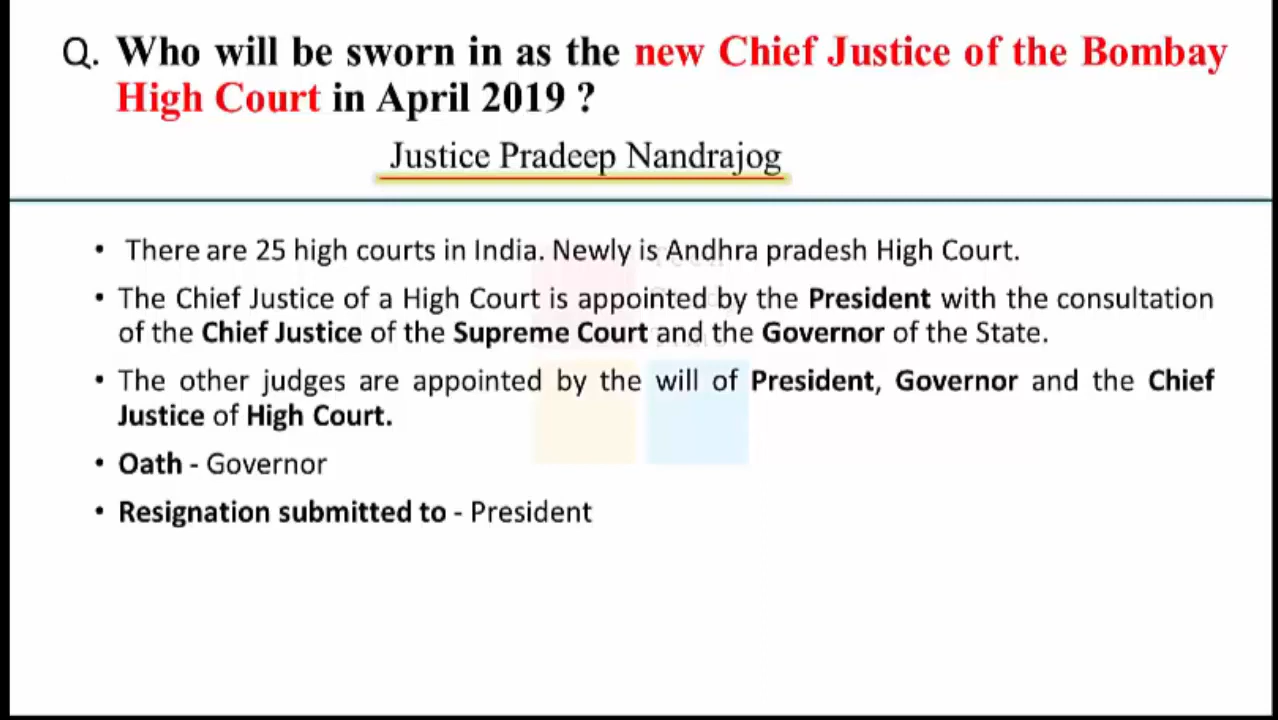 Q. Who will be sworn in as the new Chief Justice of the Bombay
High Court in April 2019 ?
Justice Pradeep Nandrajog
• There are 25 high courts in India. Newly is Andhra pradesh High Court.
• The Chief Justice of a High Court is appointed by the President with the consultation
of the Chief Justice of the Supreme Court and the Governor of the State.
• The other judges are appointed by the will of President, Governor and the Chief
Justice of High Court.
• Oath - Governor
• Resignation submitted to - President